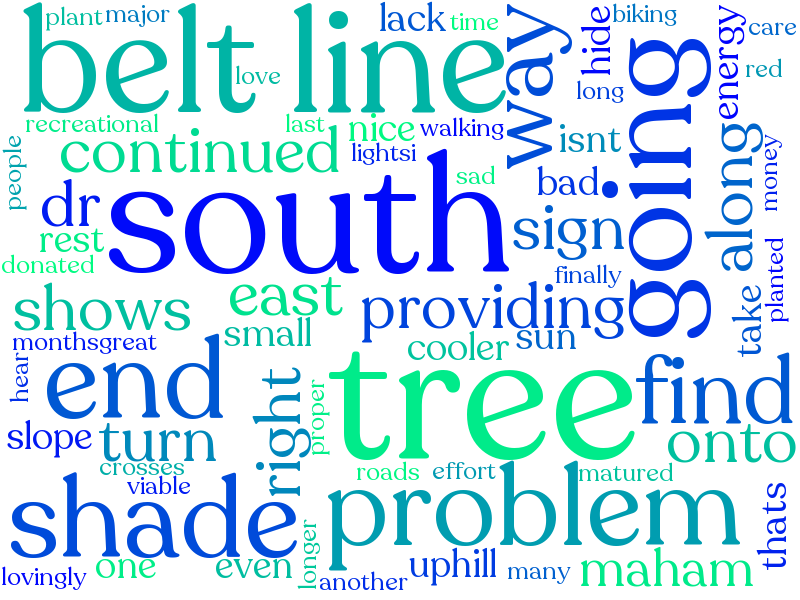 plant major lack time hide biking care
belt line way going energy red
love long
recreational last nice walking isnt along money
people continued lightsi
dr south sad bad sign
rest finally planted
donated east providing take
shows small cooler sun
monthsgreat
hear end right proper tree find
slope turn onto
crosses roads effort matured
viable
shade problem thats
longer
lovingly one even another uphill many maham